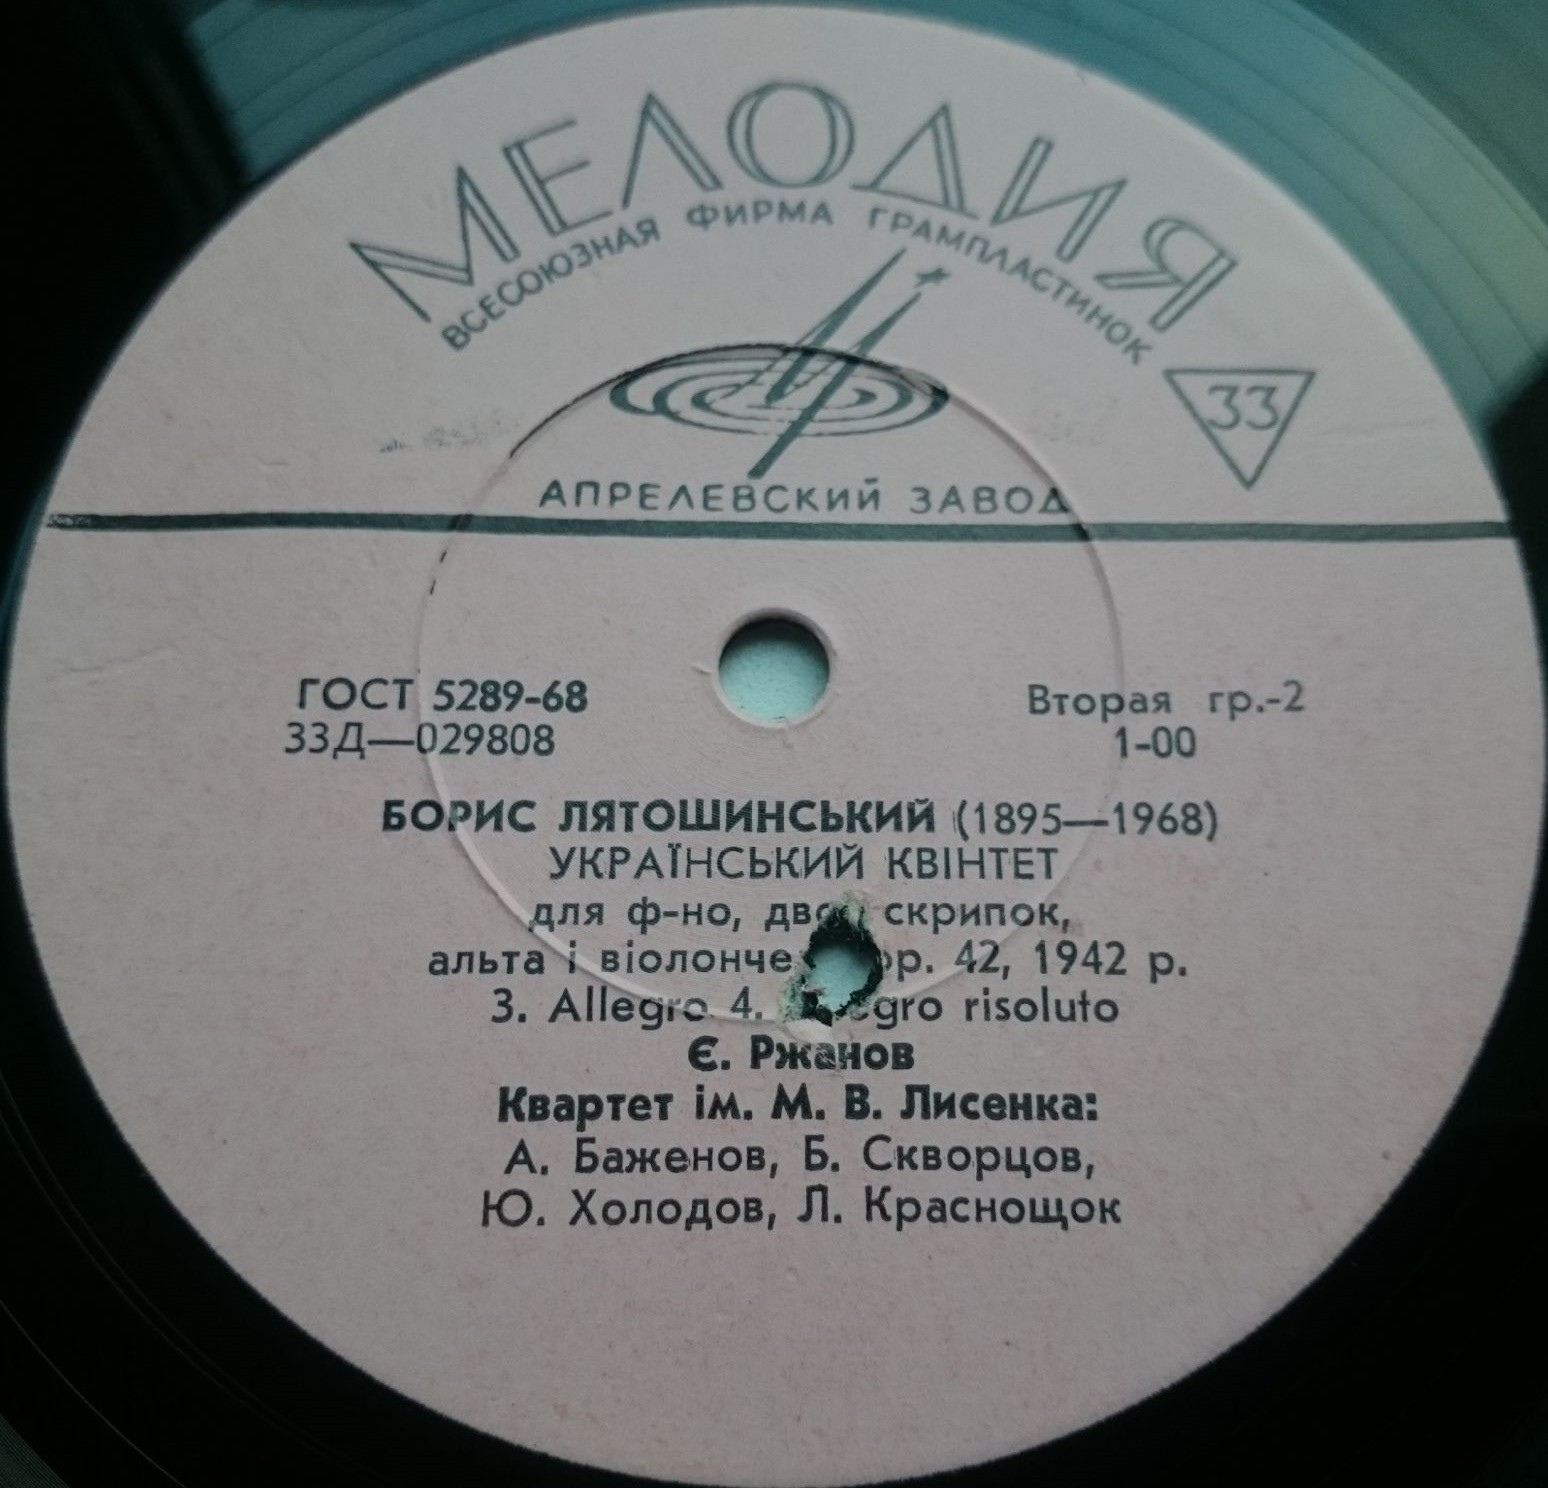 МЕЛОДИЯ
ВСЕСОЮЗНАЯ ФИРМА ГРАМПЛАСТИНОК
33
АПРЕЛЕВСКИЙ ЗАВОД
ГОСТ 5289-68 Вторая гр.-2
33Д—029808 1-00
БОРИС ЛЯТОШИНСЬКИЙ (1895—1968)
УКРАЇНСЬКИЙ КВІНТЕТ
для ф-но, скрипок,
альта і ор. 42, 1942 р.
3. Allegro 4. risoluto
Є. Ржанов
Квартет ім. М. В. Лисенка:
А. Баженов, Б. Скворцов,
Ю. Холодов, Л. Краснощок